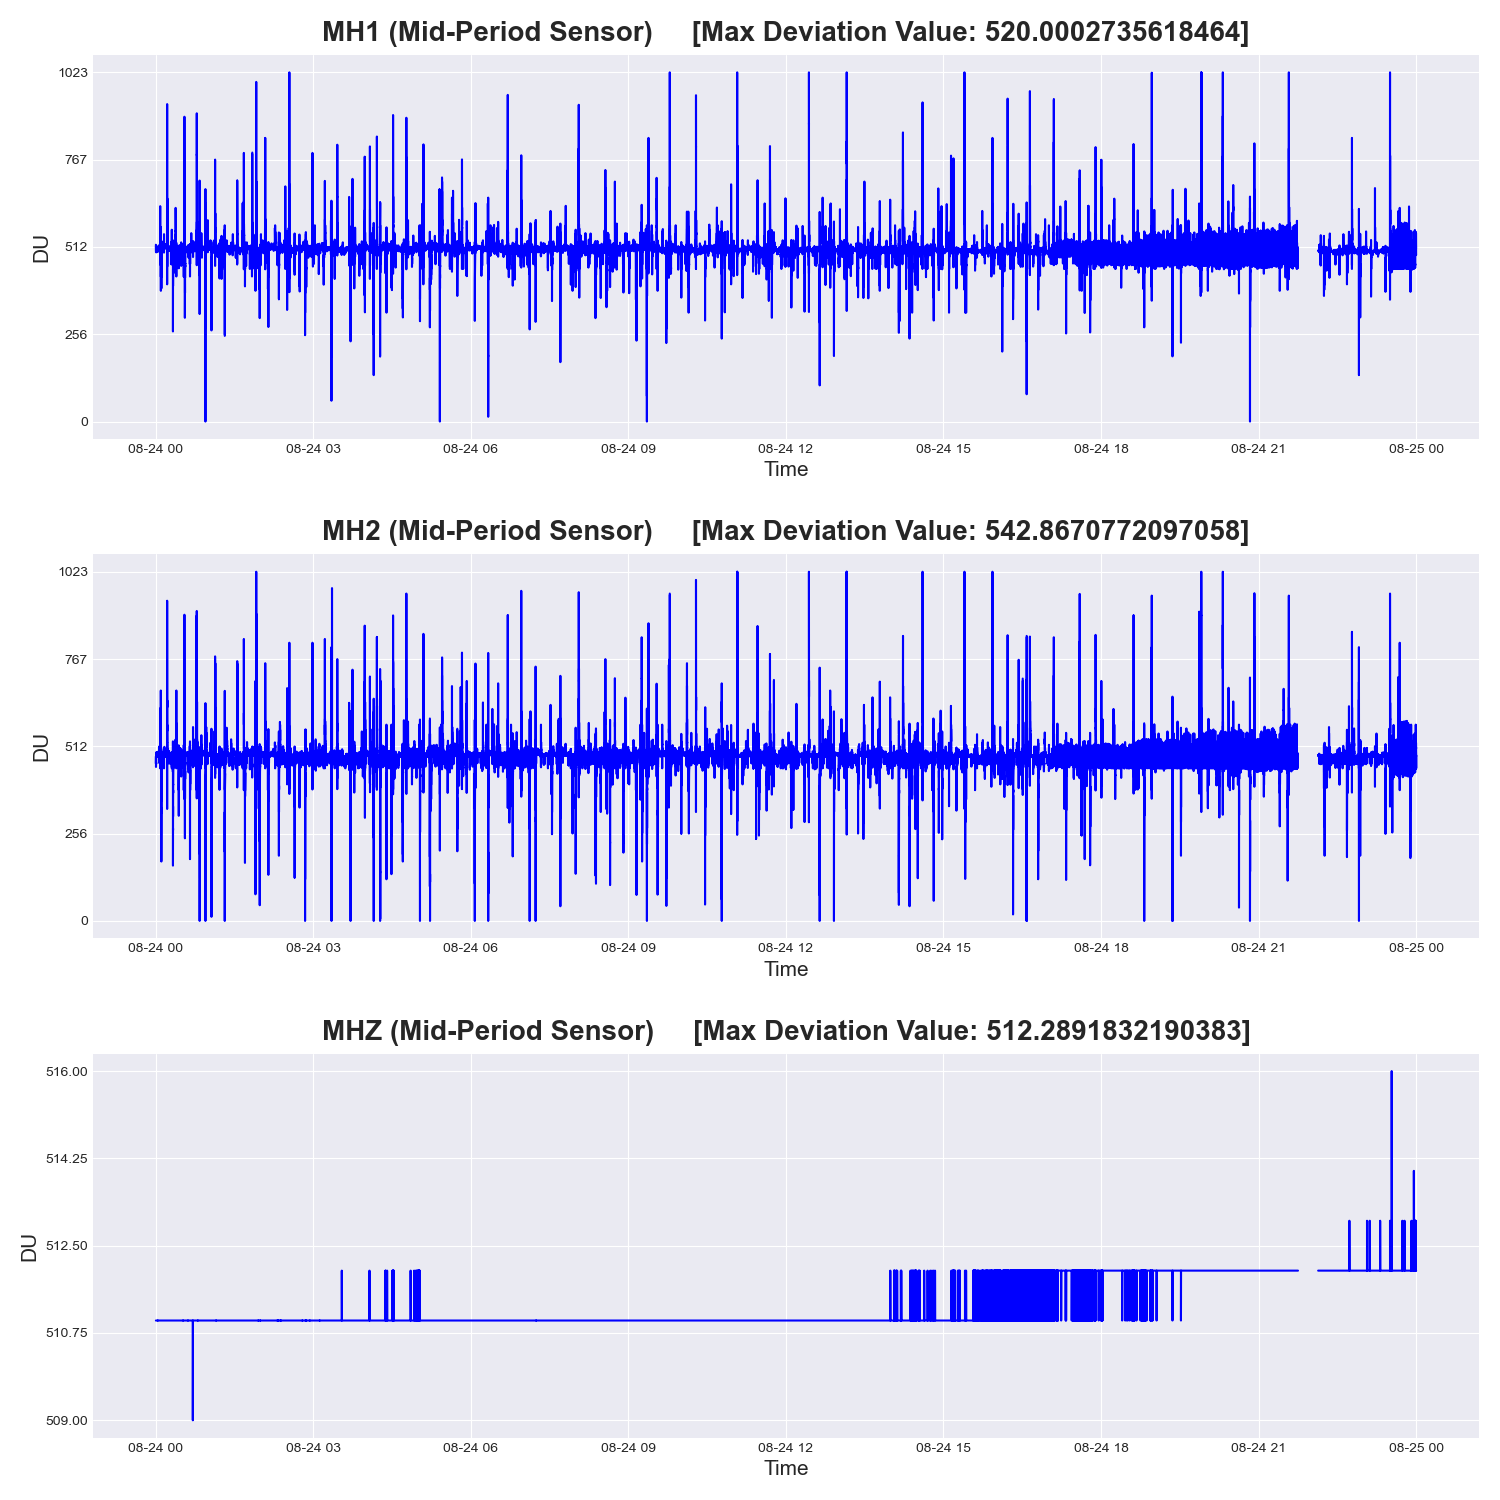 MH1 (Mid-Period Sensor) [Max Deviation Value: 520.0002735618464]
1023
767
512
256
0
DU
08-24 00 08-24 03 08-24 06 08-24 09 08-24 12 08-24 15 08-24 18 08-24 21 08-25 00
Time
MH2 (Mid-Period Sensor) [Max Deviation Value: 542.8670772097058]
1023
767
512
256
0
DU
08-24 00 08-24 03 08-24 06 08-24 09 08-24 12 08-24 15 08-24 18 08-24 21 08-25 00
Time
MHZ (Mid-Period Sensor) [Max Deviation Value: 512.2891832190383]
516.00
514.25
512.50
510.75
509.00
DU
08-24 00 08-24 03 08-24 06 08-24 09 08-24 12 08-24 15 08-24 18 08-24 21 08-25 00
Time